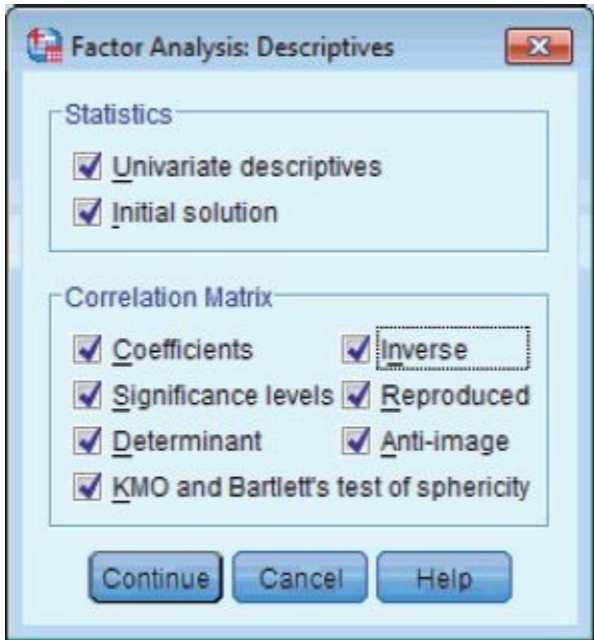 Factor Analysis: Descriptives
Statistics
Univariate descriptives
Initial solution
Correlation Matrix
Coefficients Inverse
Significance levels Reproduced
Determinant Anti-image
KMO and Bartlett's test of sphericity
Continue Cancel Help